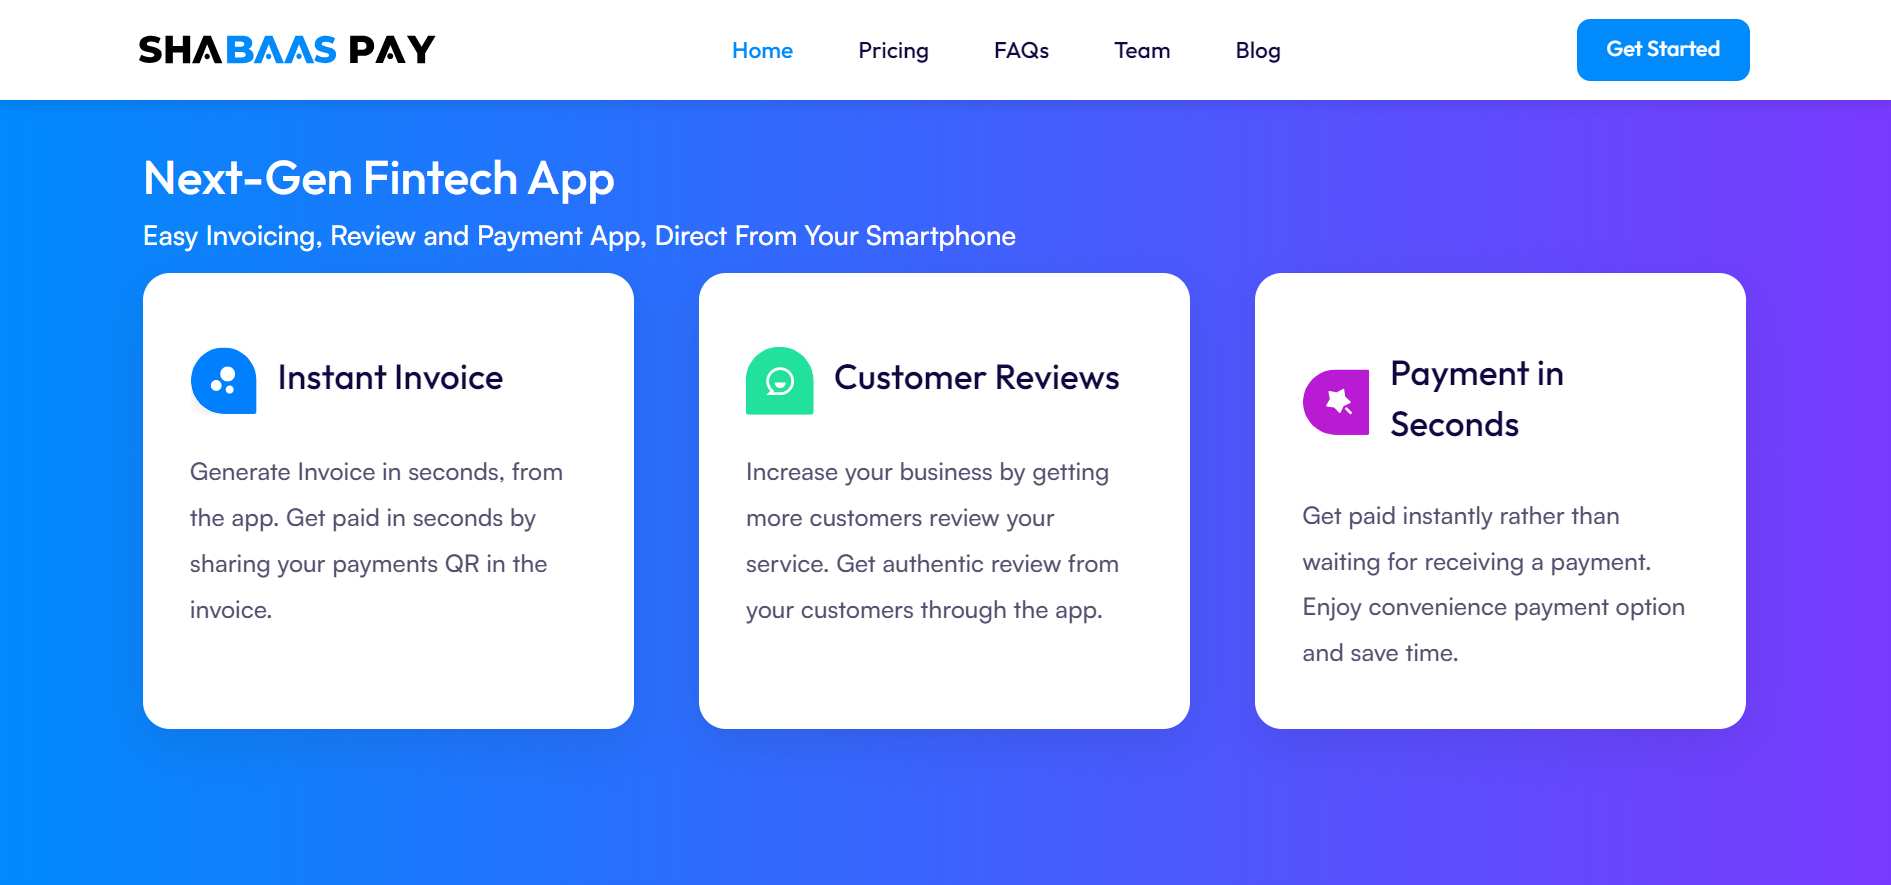 SHABAAS PAY
Home Pricing FAQs Team Blog
Get Started
Next-Gen Fintech App
Easy Invoicing, Review and Payment App, Direct From Your Smartphone
Instant Invoice
Generate Invoice in seconds, from
the app. Get paid in seconds by
sharing your payments QR in the
invoice.
Customer Reviews
Increase your business by getting
more customers review your
service. Get authentic review from
your customers through the app.
Payment in
Seconds
Get paid instantly rather than
waiting for receiving a payment.
Enjoy convenience payment option
and save time.